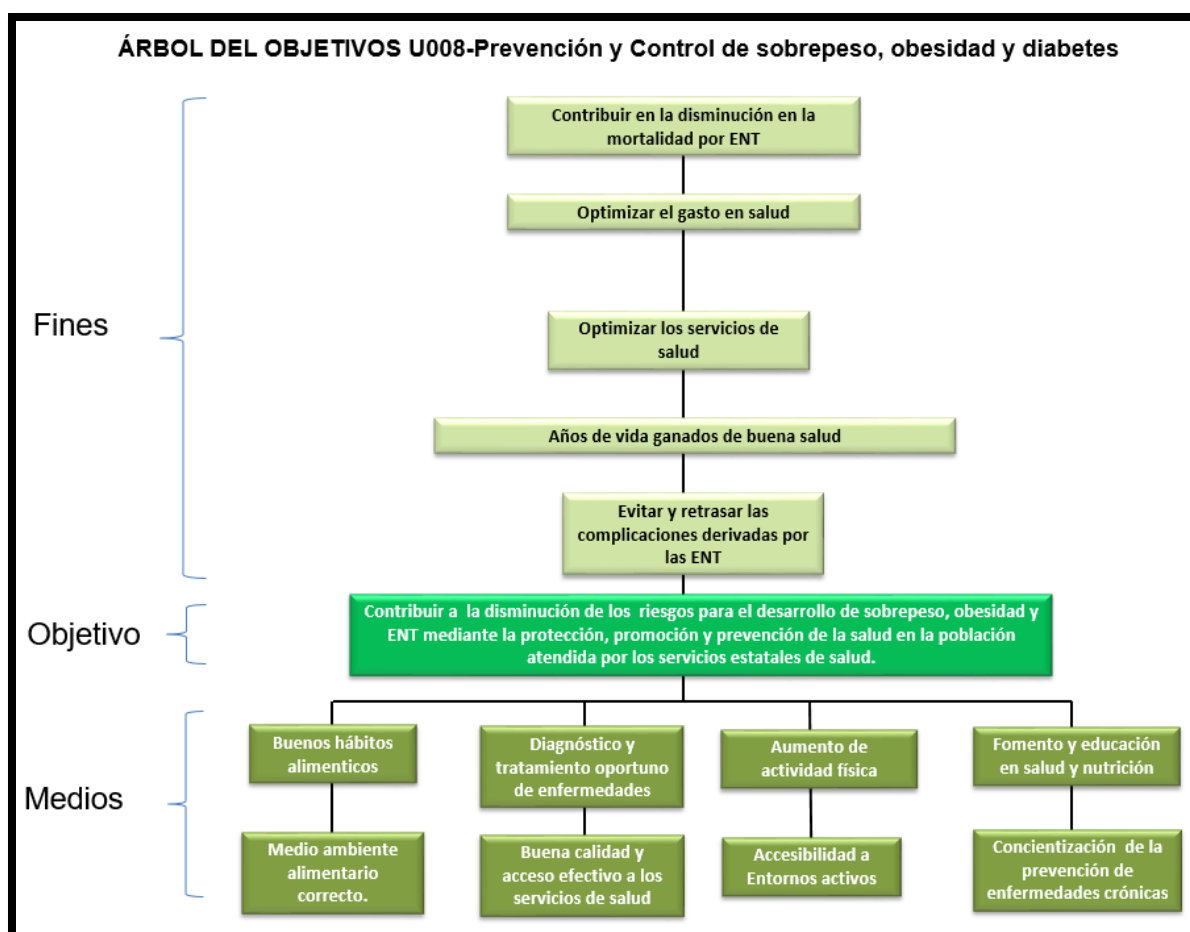 ÁRBOL DEL OBJETIVOS U008-Prevención y Control de sobrepeso, obesidad y diabetes
Contribuir en la disminución en la
mortalidad por ENT
Optimizar el gasto en salud
Fines
Optimizar los servicios de
salud
Años de vida ganados de buena salud
Evitar y retrasar las
complicaciones derivadas por
las ENT
Objetivo
Contribuir a la disminución de los riesgos para el desarrollo de sobrepeso, obesidad y
ENT mediante la protección, promoción y prevención de la salud en la población
atendida por los servicios estatales de salud.
Medios
Buenos hábitos
alimenticos
Diagnóstico y
tratamiento oportuno
de enfermedades
Aumento de
actividad física
Fomento y educación
en salud y nutrición
Medio ambiente
alimentario
correcto.
Buena calidad y
acceso efectivo a los
servicios de salud
Accesibilidad a
Entornos activos
Concientización de la
prevención de
enfermedades crónicas